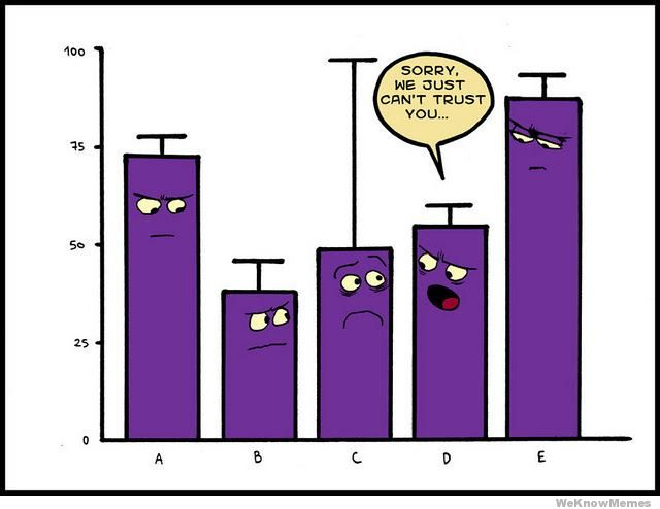 100
SORRY,
WE JUST
CAN'T TRUST
YOU...
75
50
25
0
A B C D E
WeKnowMemes